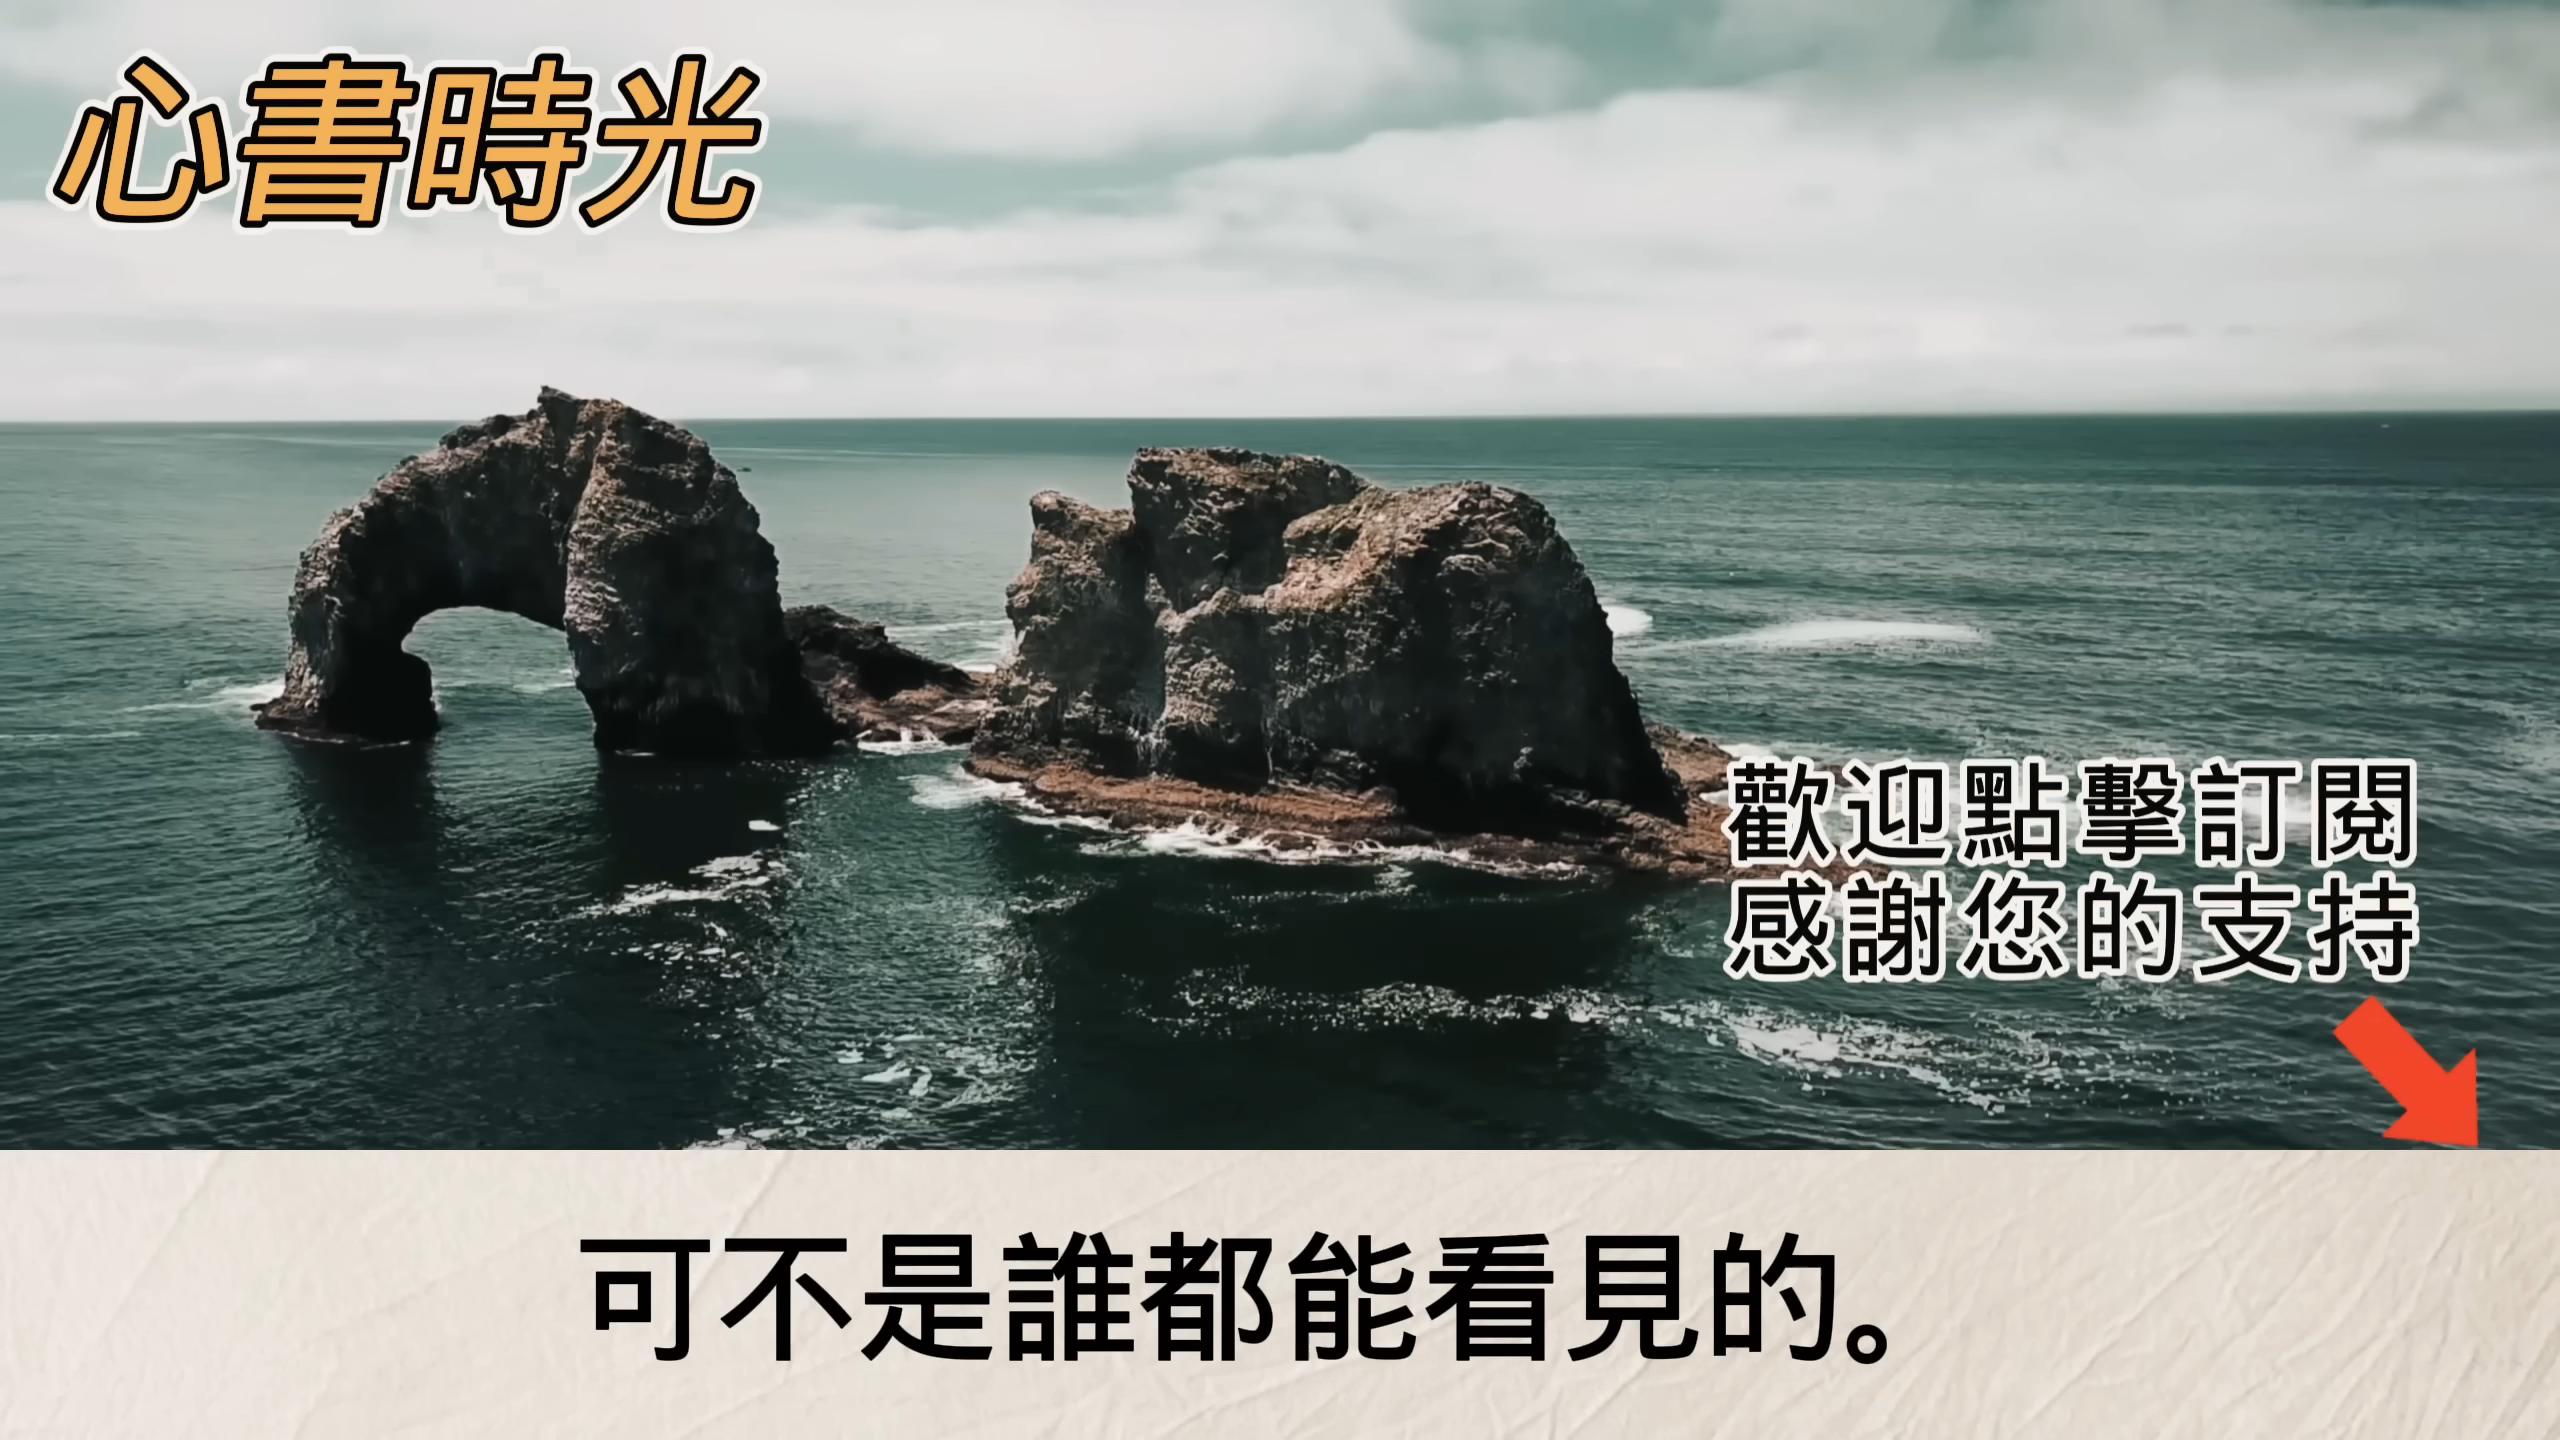 心書時光
歡迎點擊訂閱
感謝您的支持
可不是誰都能看見的。